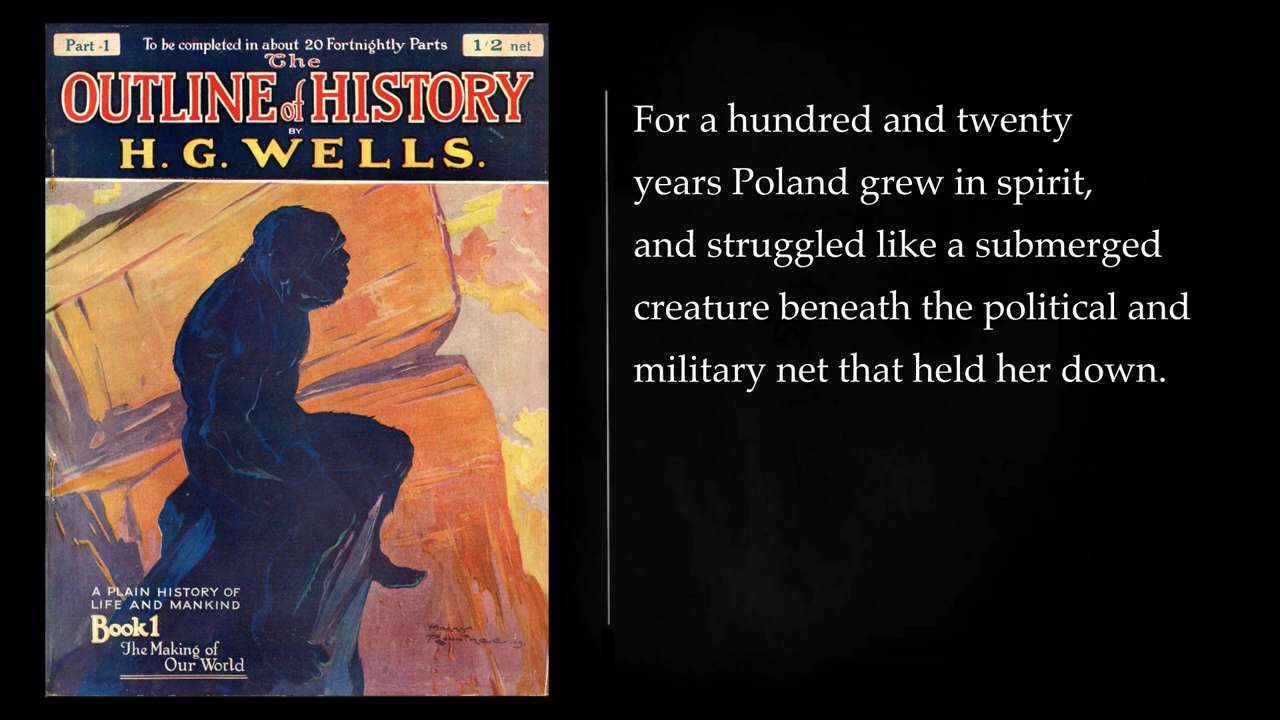 Part -1
To be completed in about 20 Fortnightly Parts
1/2 net
The
OUTLINE of HISTORY
BY
H. G. WELLS.
A PLAIN HISTORY OF
LIFE AND MANKIND
Book 1
The Making of
Our World
For a hundred and twenty
years Poland grew in spirit,
and struggled like a submerged
creature beneath the political and
military net that held her down.